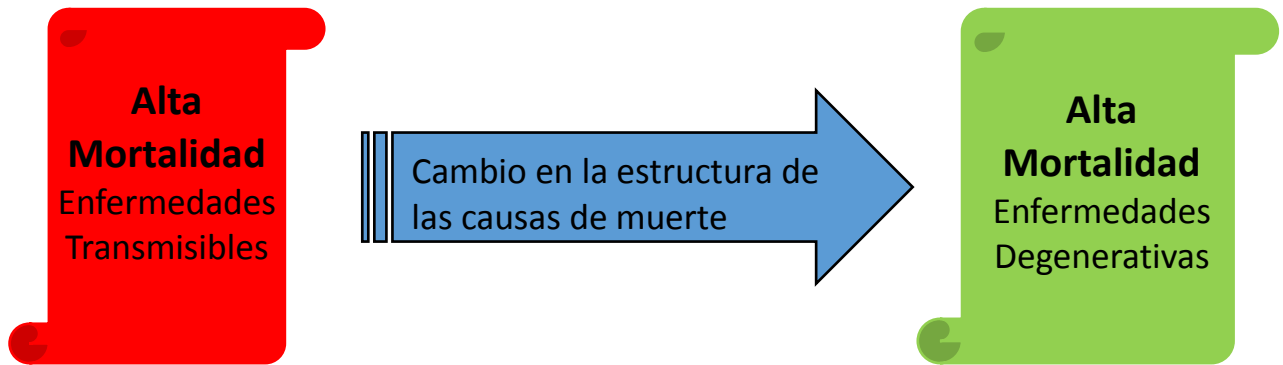 Alta
Mortalidad
Enfermedades
Transmisibles
Cambio en la estructura de
las causas de muerte
Alta
Mortalidad
Enfermedades
Degenerativas